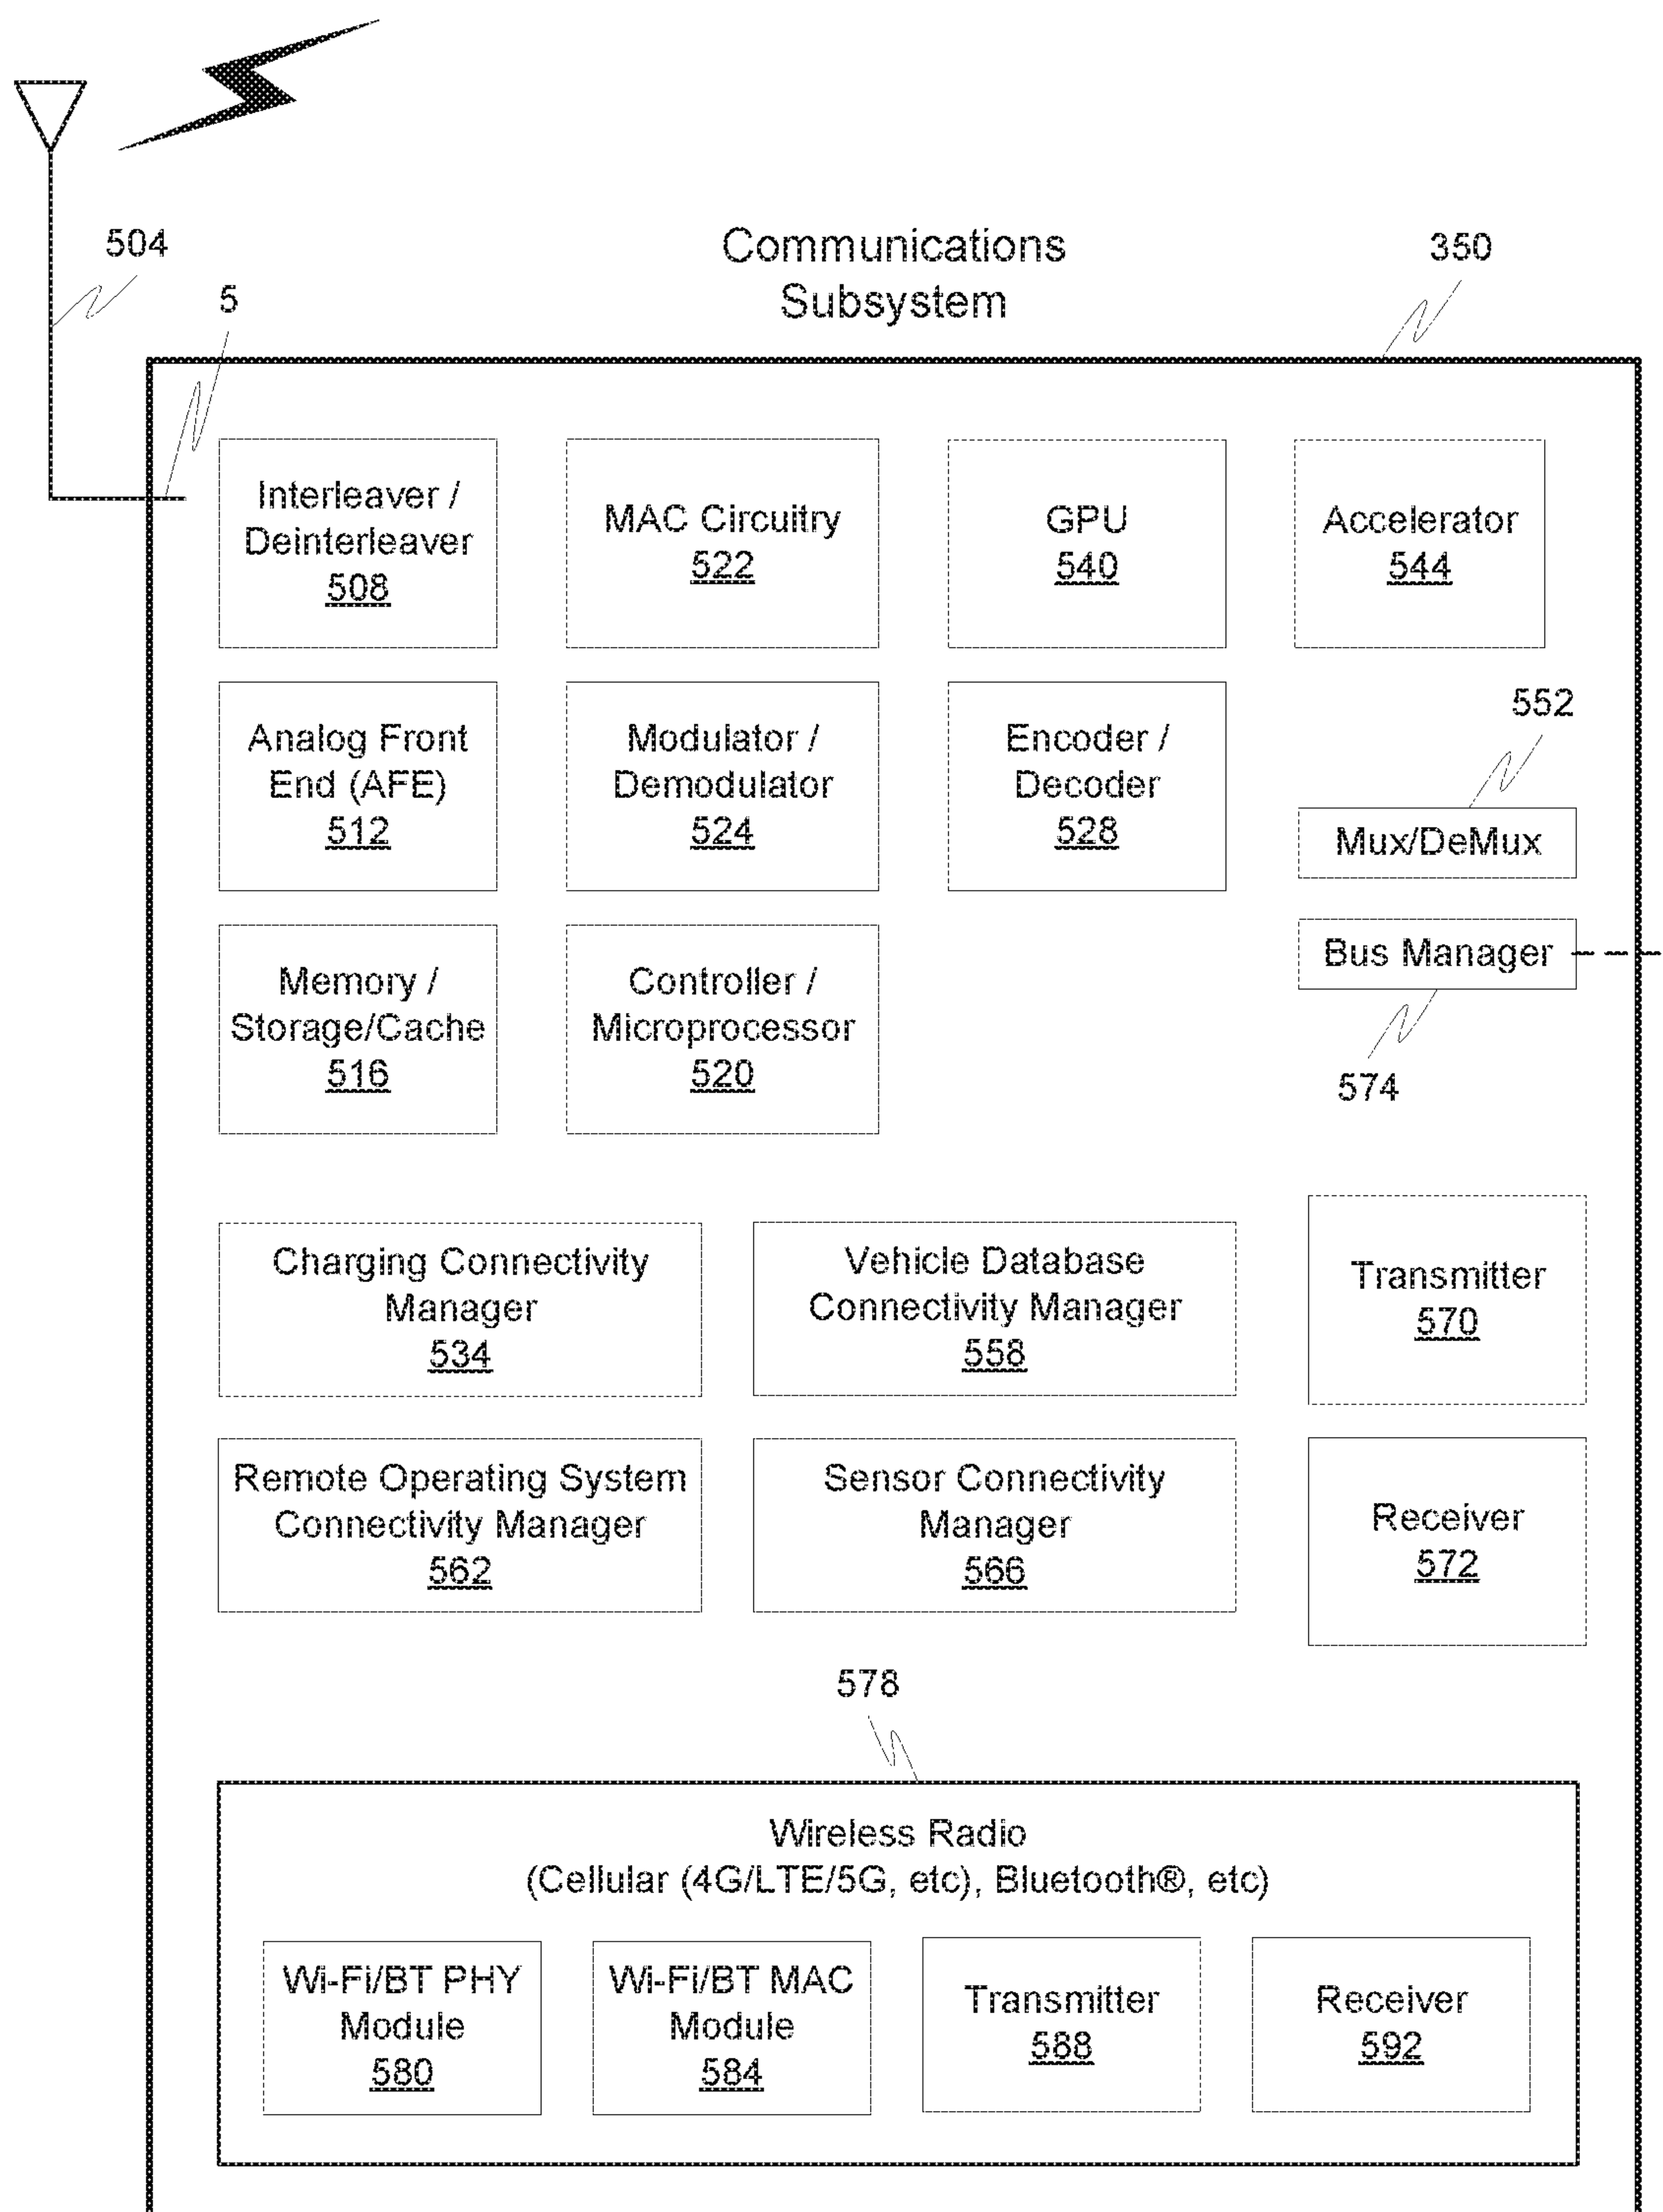 504
5
Communications
Subsystem
350
Interleaver /
Deinterleaver
508
MAC Circuitry
522
GPU
540
Accelerator
544
Analog Front
End (AFE)
512
Modulator /
Demodulator
524
Encoder /
Decoder
528
552
Mux/DeMux
Bus Manager
574
Memory /
Storage/Cache
516
Controller /
Microprocessor
520
Charging Connectivity
Manager
534
Vehicle Database
Connectivity Manager
558
Transmitter
570
Remote Operating System
Connectivity Manager
562
Sensor Connectivity
Manager
566
Receiver
572
578
Wireless Radio
(Cellular (4G/LTE/5G, etc), Bluetooth®, etc)
Wi-Fi/BT PHY
Module
580
Wi-Fi/BT MAC
Module
584
Transmitter
588
Receiver
592